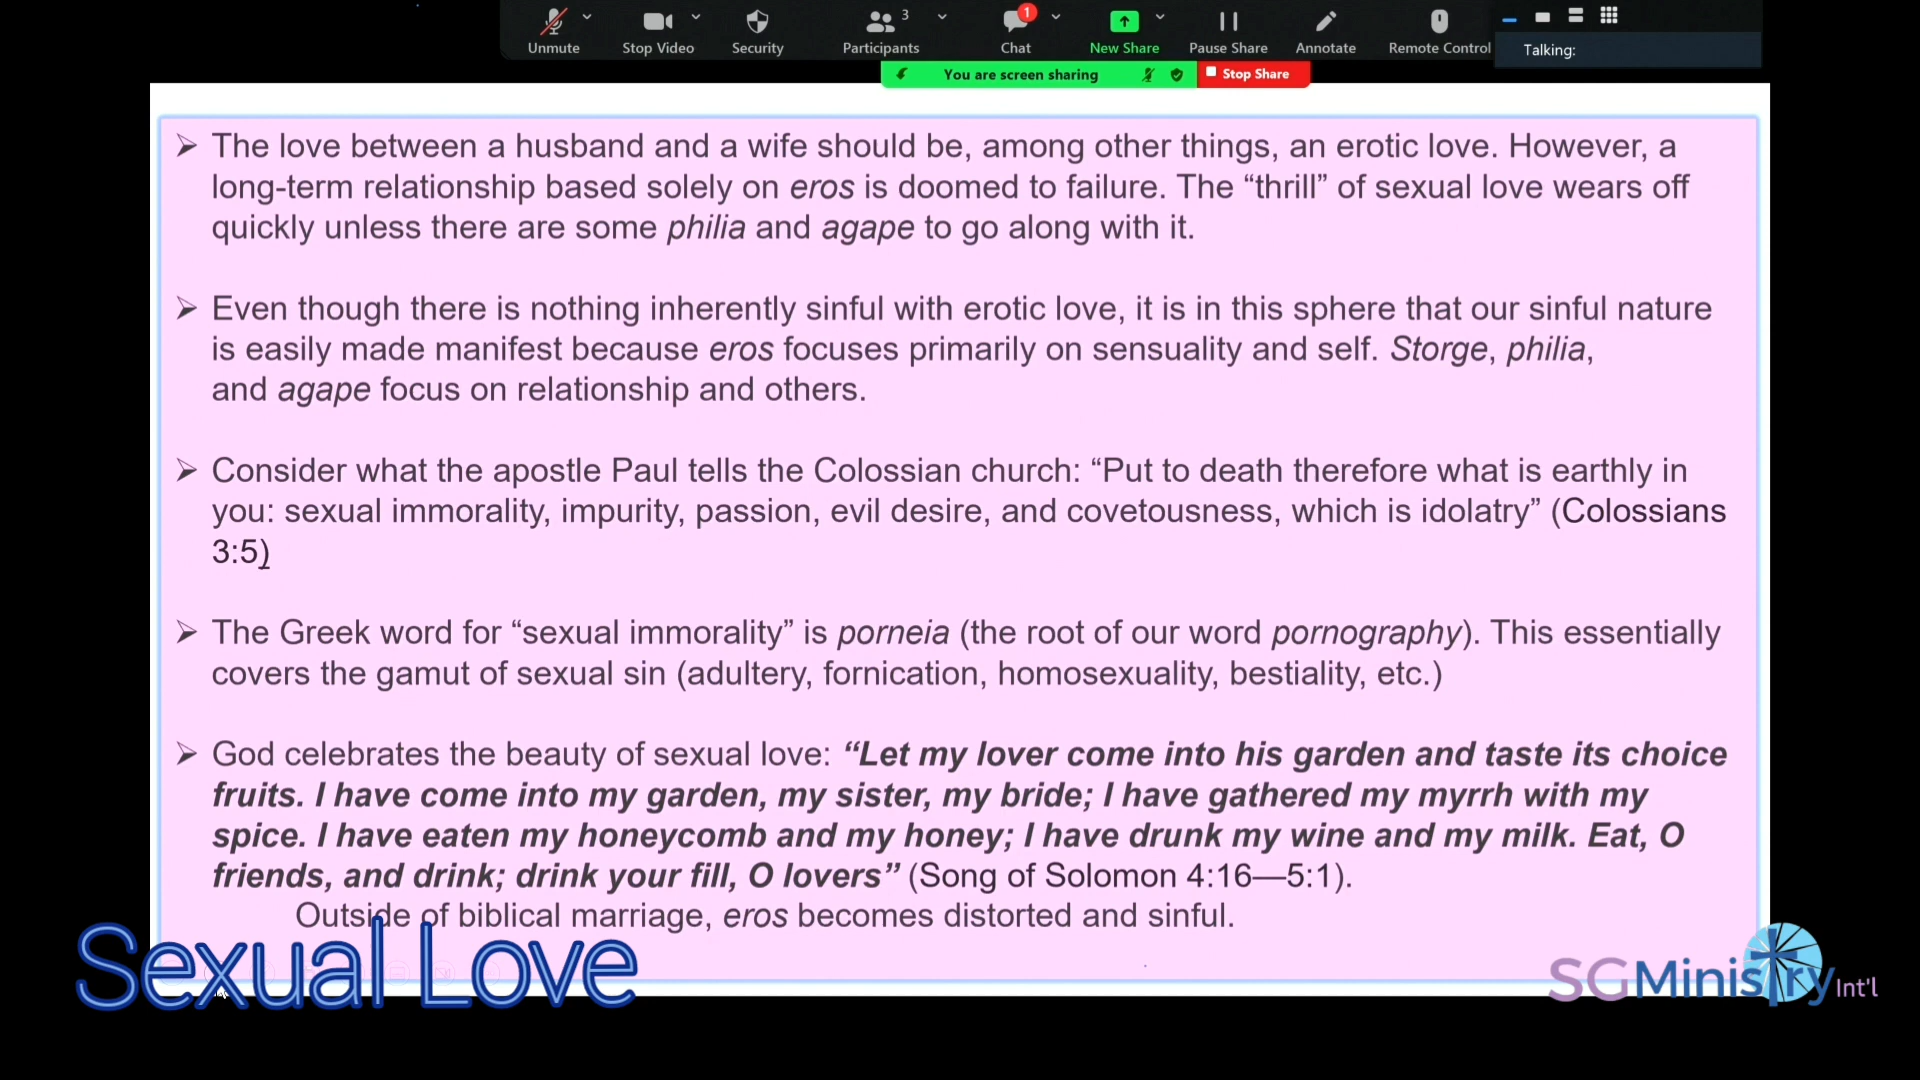 3
1
Unmute
Stop Video
Security
Participants
Chat
New Share
Pause Share
Annotate
Remote Control
Talking:
You are screen sharing
Stop Share
➢ The love between a husband and a wife should be, among other things, an erotic love. However, a
long-term relationship based solely on eros is doomed to failure. The “thrill” of sexual love wears off
quickly unless there are some philia and agape to go along with it.
➢ Even though there is nothing inherently sinful with erotic love, it is in this sphere that our sinful nature
is easily made manifest because eros focuses primarily on sensuality and self. Storge, philia,
and agape focus on relationship and others.
➢ Consider what the apostle Paul tells the Colossian church: “Put to death therefore what is earthly in
you: sexual immorality, impurity, passion, evil desire, and covetousness, which is idolatry” (Colossians
3:5)
➢ The Greek word for “sexual immorality” is porneia (the root of our word pornography). This essentially
covers the gamut of sexual sin (adultery, fornication, homosexuality, bestiality, etc.)
➢ God celebrates the beauty of sexual love: “Let my lover come into his garden and taste its choice
fruits. I have come into my garden, my sister, my bride; I have gathered my myrrh with my
spice. I have eaten my honeycomb and my honey; I have drunk my wine and my milk. Eat, O
friends, and drink; drink your fill, O lovers” (Song of Solomon 4:16—5:1).
Outside of biblical marriage, eros becomes distorted and sinful.
Sexual Love
SGMinistry Int'l